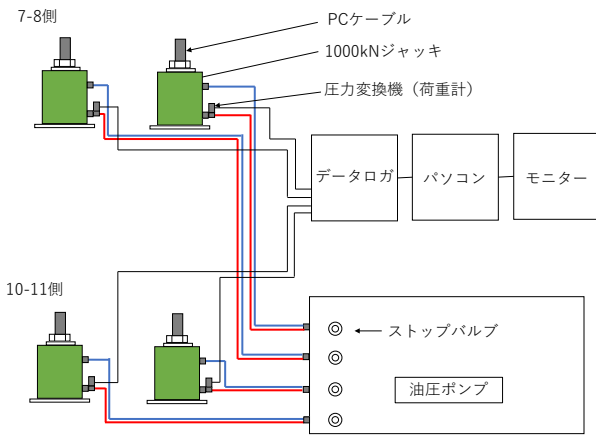 7-8側
PCケーブル
1000kNジャッキ
圧力変換機（荷重計）
データロガ
パソコン
モニター
10-11側
ストップバルブ
油圧ポンプ